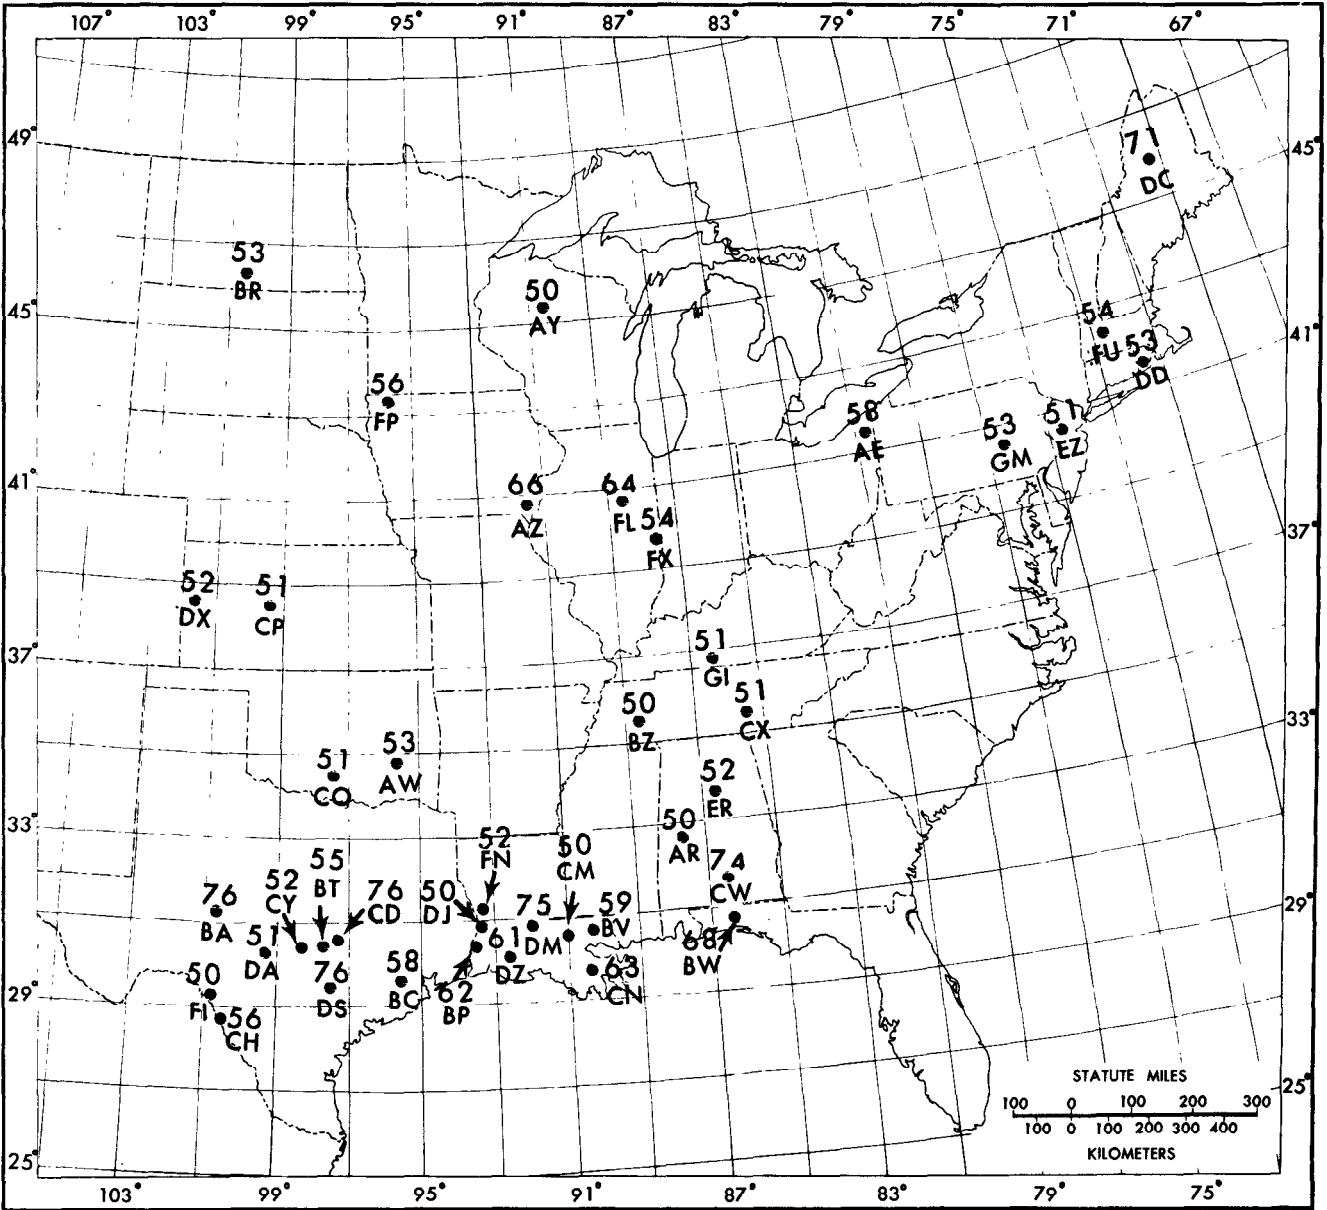 107° 103° 99° 95° 91° 87° 83° 79° 75° 71° 67°
49°
45°
71
DC
53
BR
50
AY
45°
54
FU
53
DD
41°
56
FP
58
AE
53
GM
51
EZ
41°
66
AZ
64
FL
54
FX
37°
52
DX
51
CP
37°
51
GI
50
BZ
51
CX
33°
51
CO
53
AW
52
ER
33°
50
AR
52
FN
50
CM
74
CW
55
BT
52
CY
76
CD
50
DJ
76
BA
75
DM
59
BV
29°
51
DA
61
DZ
68
BW
50
FI
76
DS
58
BC
62
BP
63
CN
29°
56
CH
STATUTE MILES
100 0 100 200 300
100 0 100 200 300 400
KILOMETERS
25°
25°
103° 99° 95° 91° 87° 83° 79° 75°